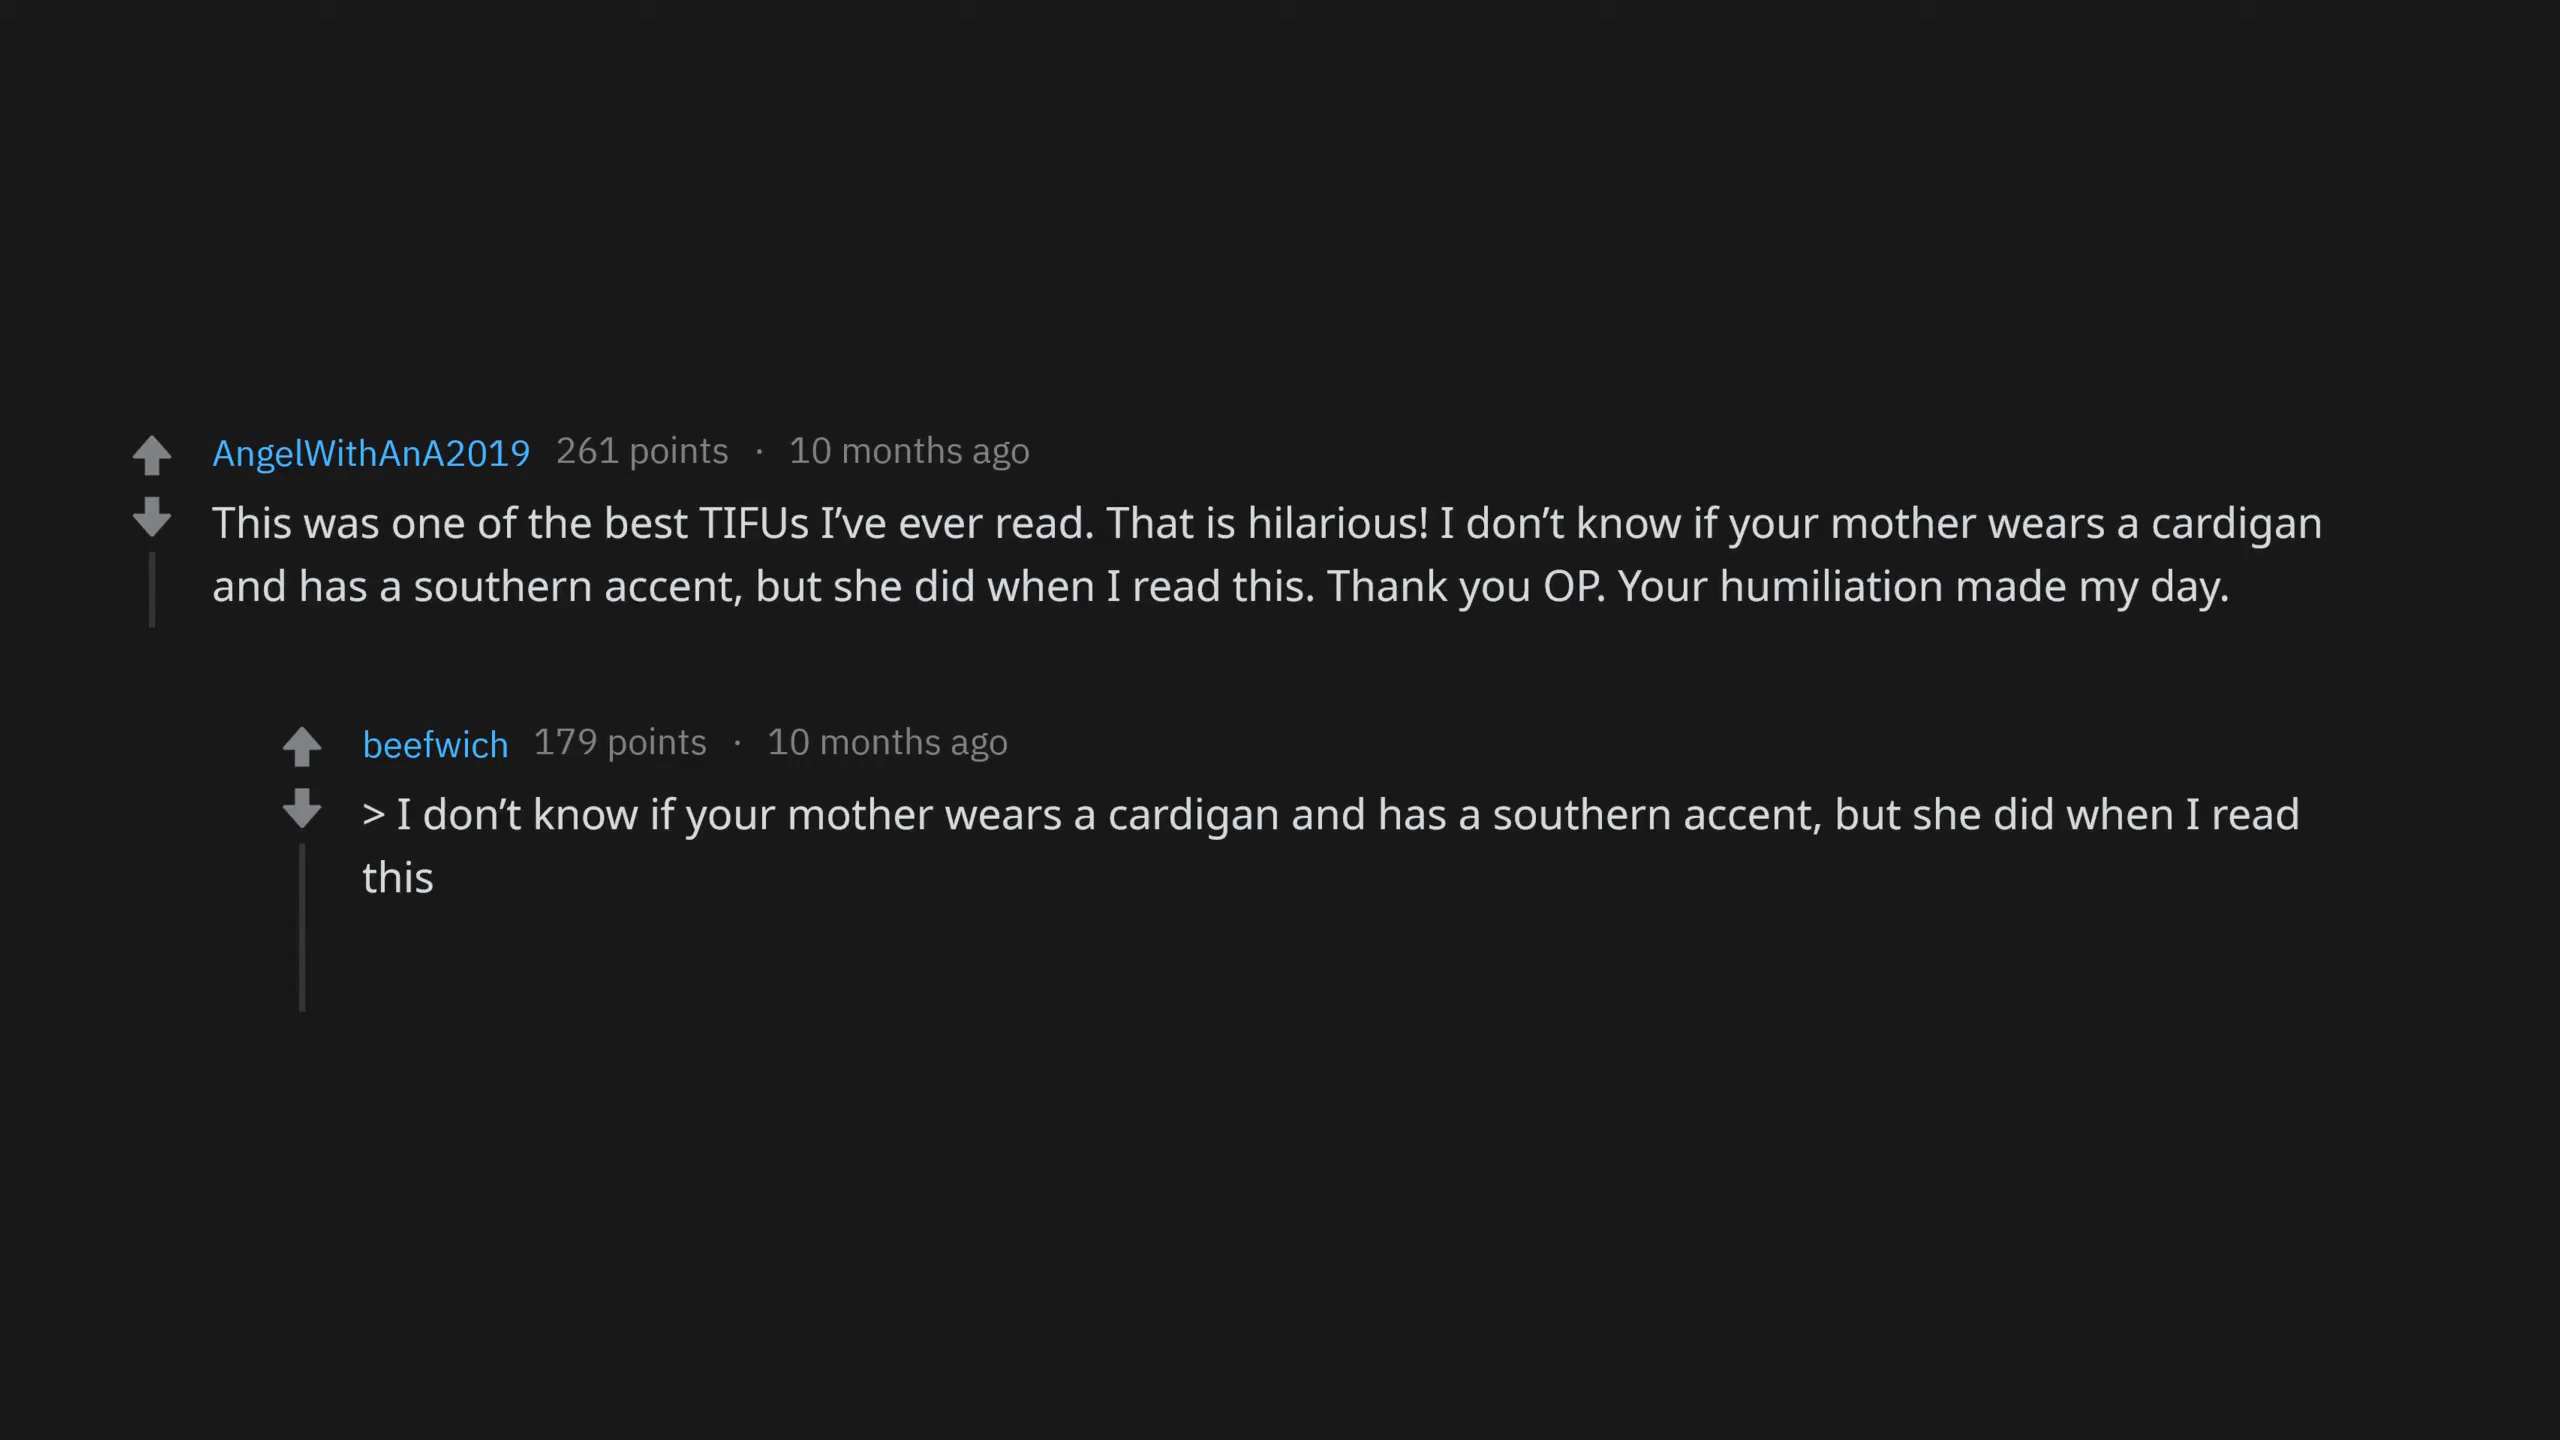 AngelWithAnA2019 261 points · 10 months ago
This was one of the best TIFUs I’ve ever read. That is hilarious! I don’t know if your mother wears a cardigan
and has a southern accent, but she did when I read this. Thank you OP. Your humiliation made my day.
beefwich 179 points · 10 months ago
> I don’t know if your mother wears a cardigan and has a southern accent, but she did when I read
this